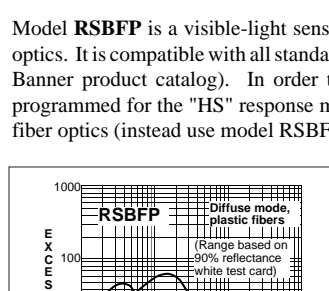 Model RSBFP is a visible-light sens
optics. It is compatible with all standa
Banner product catalog). In order t
programmed for the "HS" response m
fiber optics (instead use model RSBF
1000
RSBFP
Diffuse mode,
plastic fibers
(Range based on
90% reflectance
white test card)
100
E
X
C
E
S